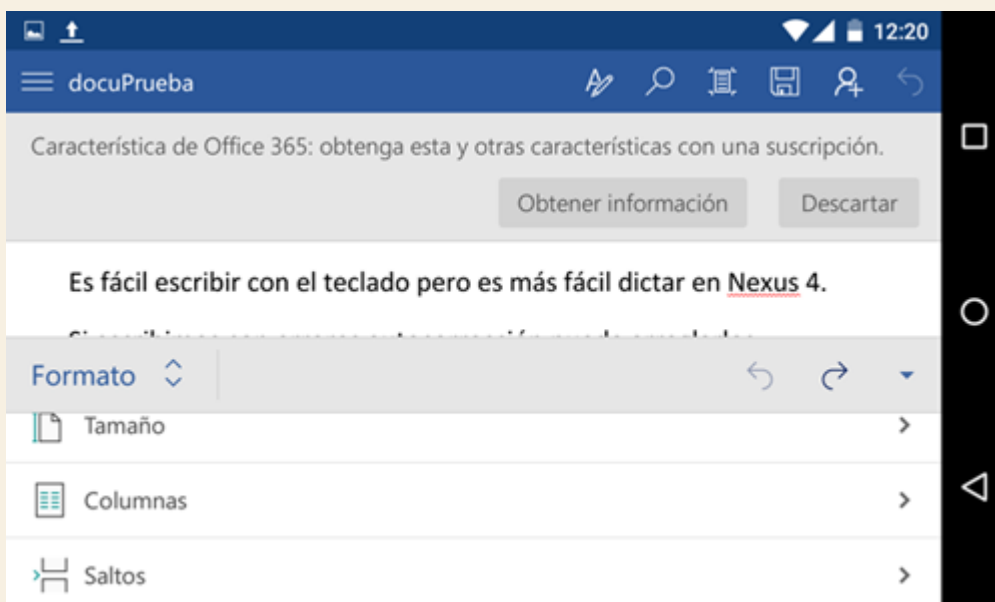 12:20
docuPrueba
Característica de Office 365: obtenga esta y otras características con una suscripción.
Obtener información Descartar
Es fácil escribir con el teclado pero es más fácil dictar en Nexus 4.
Formato
Tamaño
Columnas
Saltos